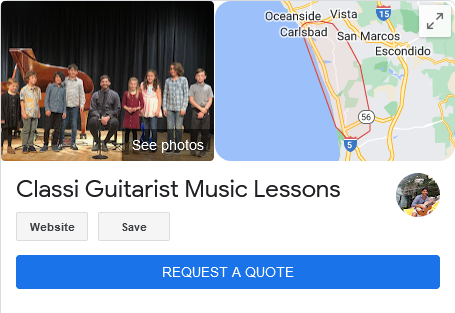 Oceanside
Vista
15
Carlsbad
San Marcos
Escondido
56
5
See photos
Classi Guitarist Music Lessons
Website
Save
REQUEST A QUOTE